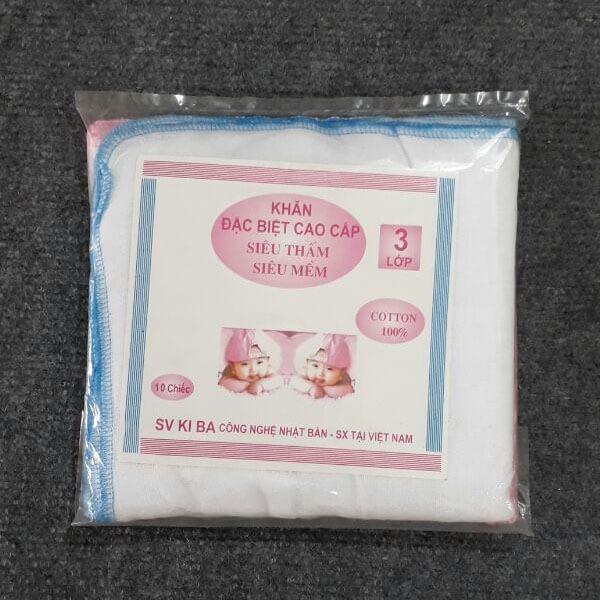 KHĂN
ĐẶC BIỆT CAO CẤP
SIÊU THẤM
SIÊU MỀM
3
LỚP
COTTON
100%
10 Chiếc
SV KI BA CÔNG NGHỆ NHẬT BẢN - SX TẠI VIỆT NAM